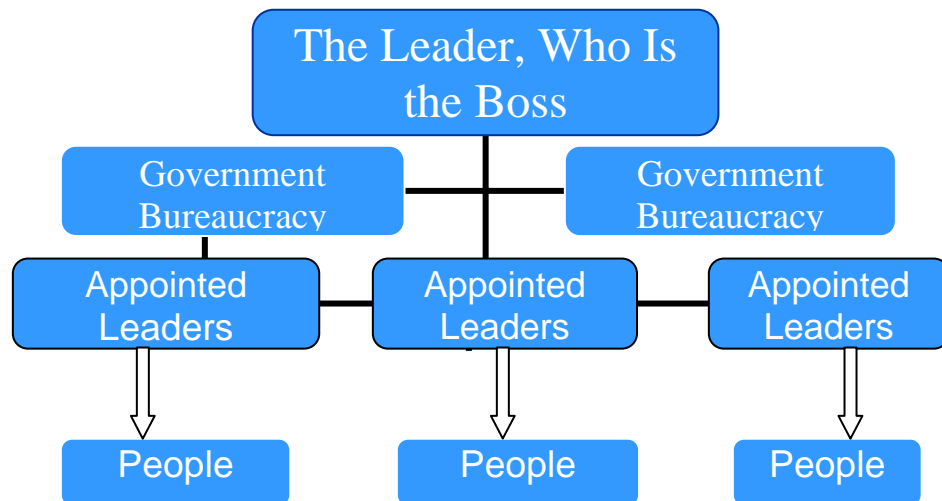 The Leader, Who Is
the Boss
Government
Bureaucracy
Government
Bureaucracy
Appointed
Leaders
Appointed
Leaders
Appointed
Leaders
People
People
People